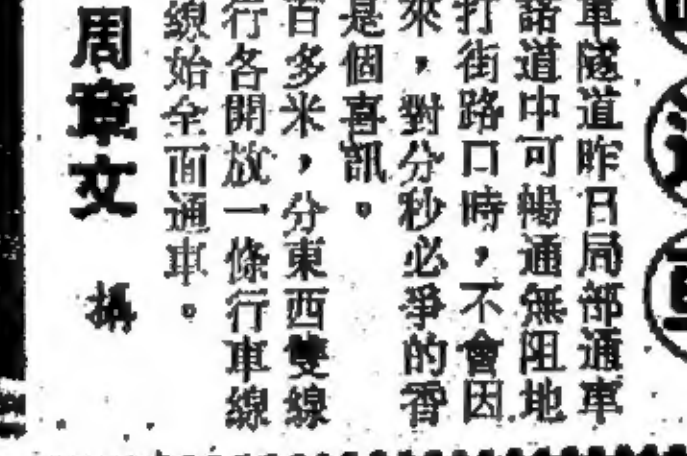 車隧道昨日局部通車
諾道中可暢通無阻地
打街路口時，不會因
來，對分秒必爭的香
是個喜訊。
百多米，分東西雙線
行各開放一條行車線
線始全面通車。
周章文 攝